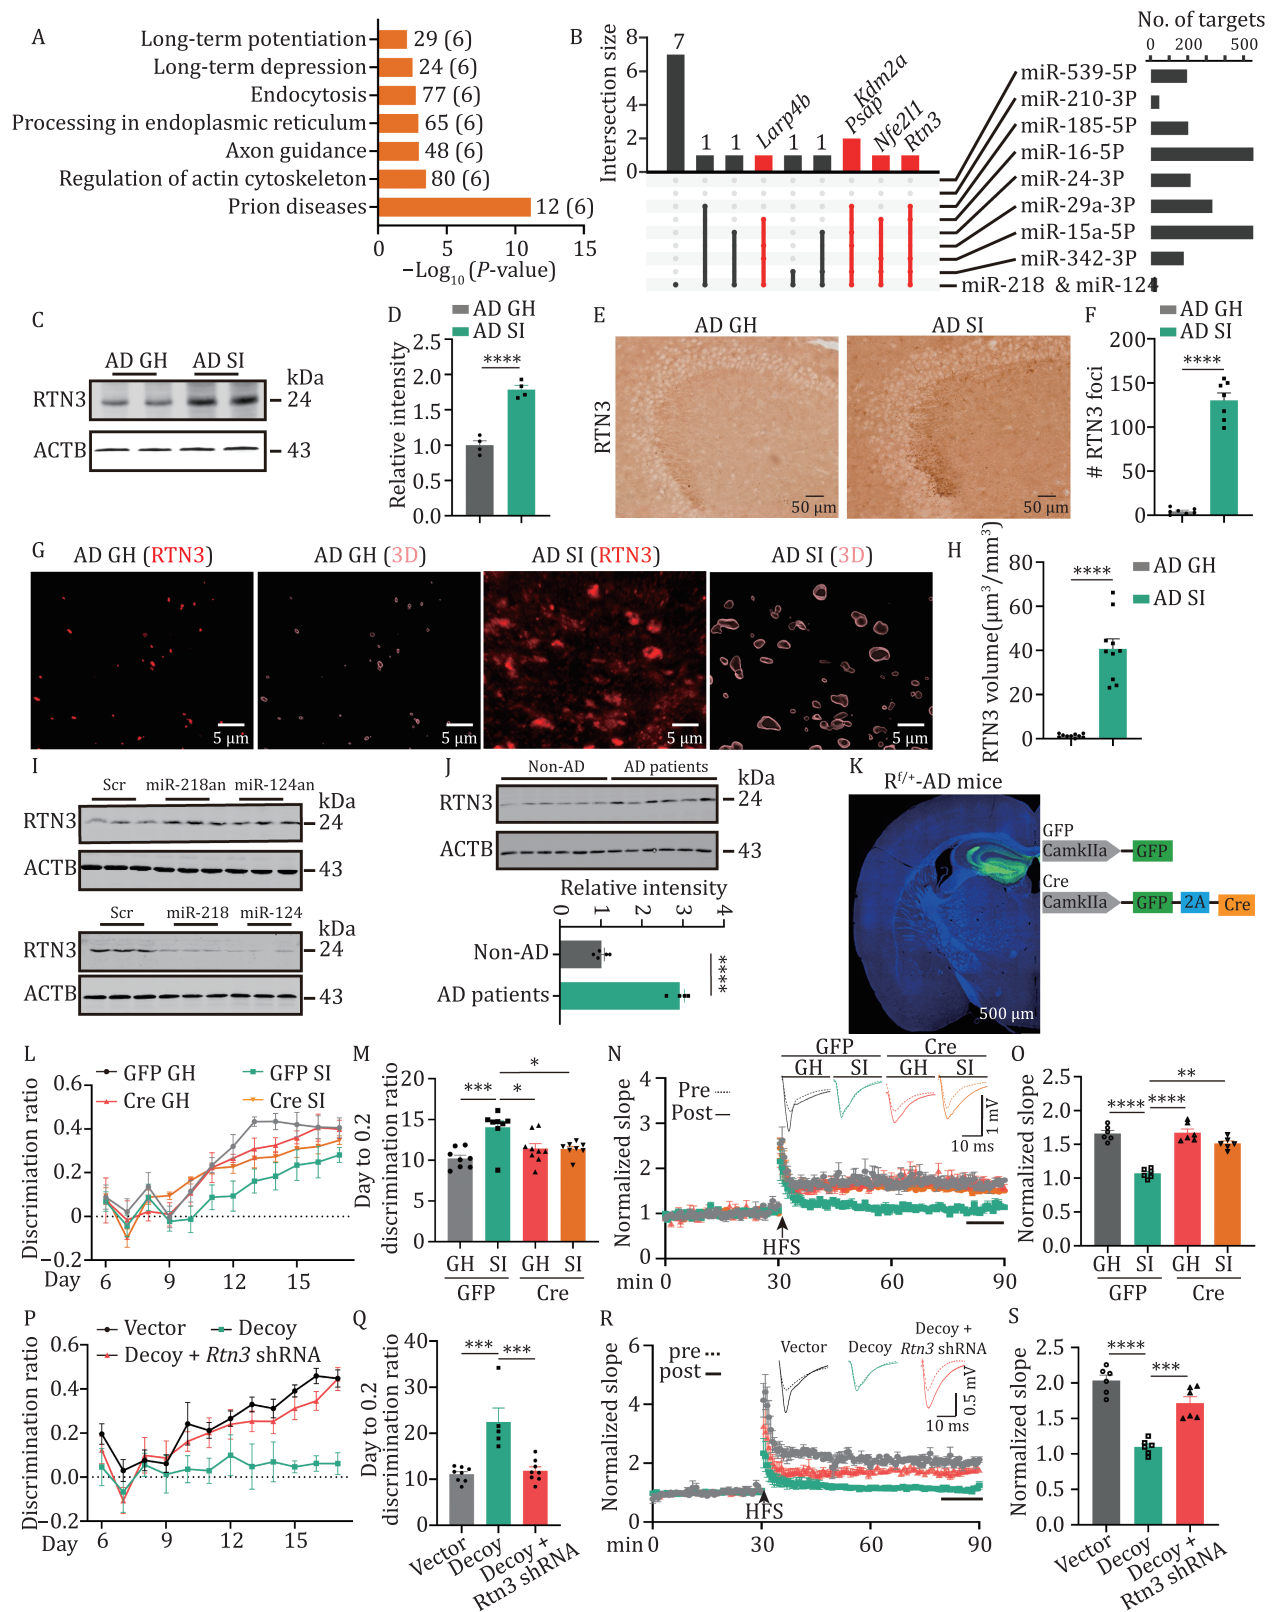 A
Long-term potentiation
29 (6)
Long-term depression
24 (6)
Endocytosis
77 (6)
Processing in endoplasmic reticulum
65 (6)
Axon guidance
48 (6)
Regulation of actin cytoskeleton
80 (6)
Prion diseases
12 (6)
0 5 10 15
−Log10 (P-value)
B
Intersection size
8
6
4
2
0
7
1
1
Larp4b
1
1
Psap
Kdm2a
Nfe2l1
Rtn3
No. of targets
0 200 500
miR-539-5P
miR-210-3P
miR-185-5P
miR-16-5P
miR-24-3P
miR-29a-3P
miR-15a-5P
miR-342-3P
miR-218 & miR-124
C
AD GH AD SI
kDa
RTN3
24
ACTB
43
D
AD GH
AD SI
Relative intensity
2.5
2.0
1.5
1.0
0.5
0.0
****
E
AD GH AD SI
RTN3
50 μm
50 μm
F
AD GH
AD SI
# RTN3 foci
200
150
100
50
0
****
G
AD GH (RTN3)
AD GH (3D)
AD SI (RTN3)
AD SI (3D)
5 μm
5 μm
5 μm
5 μm
H
RTN3 volume(μm³/mm³)
80
60
40
20
0
****
AD GH
AD SI
I
Scr miR-218an miR-124an
kDa
RTN3
24
ACTB
43
Scr miR-218 miR-124
kDa
RTN3
24
ACTB
43
J
Non-AD AD patients
kDa
RTN3
24
ACTB
43
Relative intensity
0 1 2 3 4
Non-AD
AD patients
****
K
Rf/+-AD mice
500 μm
GFP
CamkIIa GFP
Cre
CamkIIa GFP 2A Cre
L
Discrimiation ratio
GFP GH GFP SI
Cre GH Cre SI
0.6
0.4
0.2
0
−0.2
Day 6 9 12 15
M
Day to 0.2
discrimination ratio
20
15
10
5
0
***
*
*
GH SI GH SI
GFP Cre
N
Normalized slope
4
3
2
1
0
GFP Cre
GH SI GH SI
Pre
Post
1 mV
10 ms
HFS
min 0 30 60 90
O
Normalized slope
2.5
2.0
1.5
1.0
0.5
0.0
**
**** ****
GH SI GH SI
GFP Cre
P
Discrimination ratio
Vector Decoy
Decoy + Rtn3 shRNA
0.6
0.4
0.2
0.0
−0.2
Day 6 9 12 15
Q
Day to 0.2
discrimination ratio
40
30
20
10
0
*** ***
Vector
Decoy
Decoy +
Rtn3 shRNA
R
Normalized slope
6
4
2
0
pre
post
Vector Decoy
Decoy +
Rtn3 shRNA
0.5 mV
10 ms
HFS
min 0 30 60 90
S
Normalized slope
2.5
2.0
1.5
1.0
0.5
0.0
****
***
Vector
Decoy
Decoy +
Rtn3 shRNA